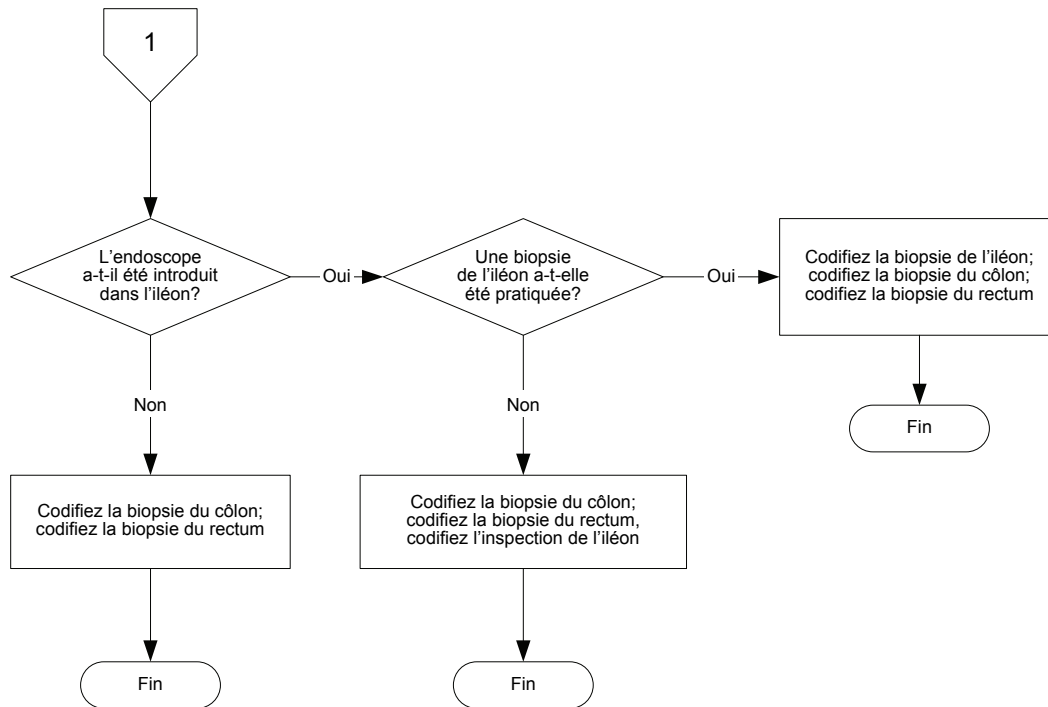 1
L'endoscope
a-t-il été introduit
dans l'iléon?
Oui
Une biopsie
de l'iléon a-t-elle
été pratiquée?
Oui
Codifiez la biopsie de l'iléon;
codifiez la biopsie du côlon;
codifiez la biopsie du rectum
Non
Non
Fin
Codifiez la biopsie du côlon;
codifiez la biopsie du rectum
Codifiez la biopsie du côlon;
codifiez la biopsie du rectum,
codifiez l'inspection de l'iléon
Fin
Fin